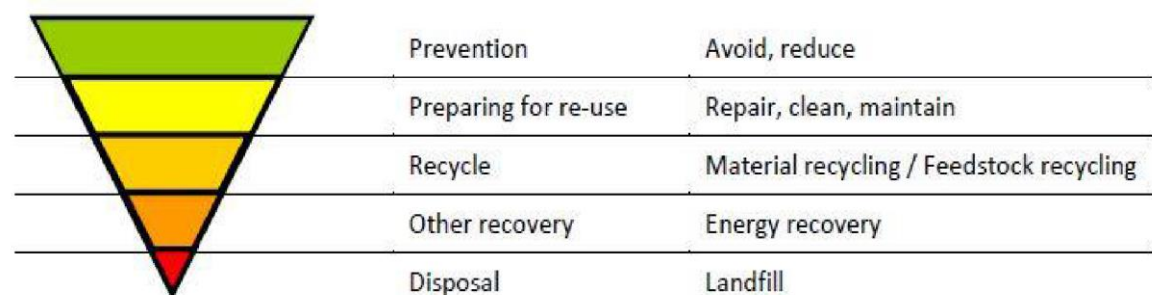 Prevention Avoid, reduce
Preparing for re-use Repair, clean, maintain
Recycle Material recycling / Feedstock recycling
Other recovery Energy recovery
Disposal Landfill